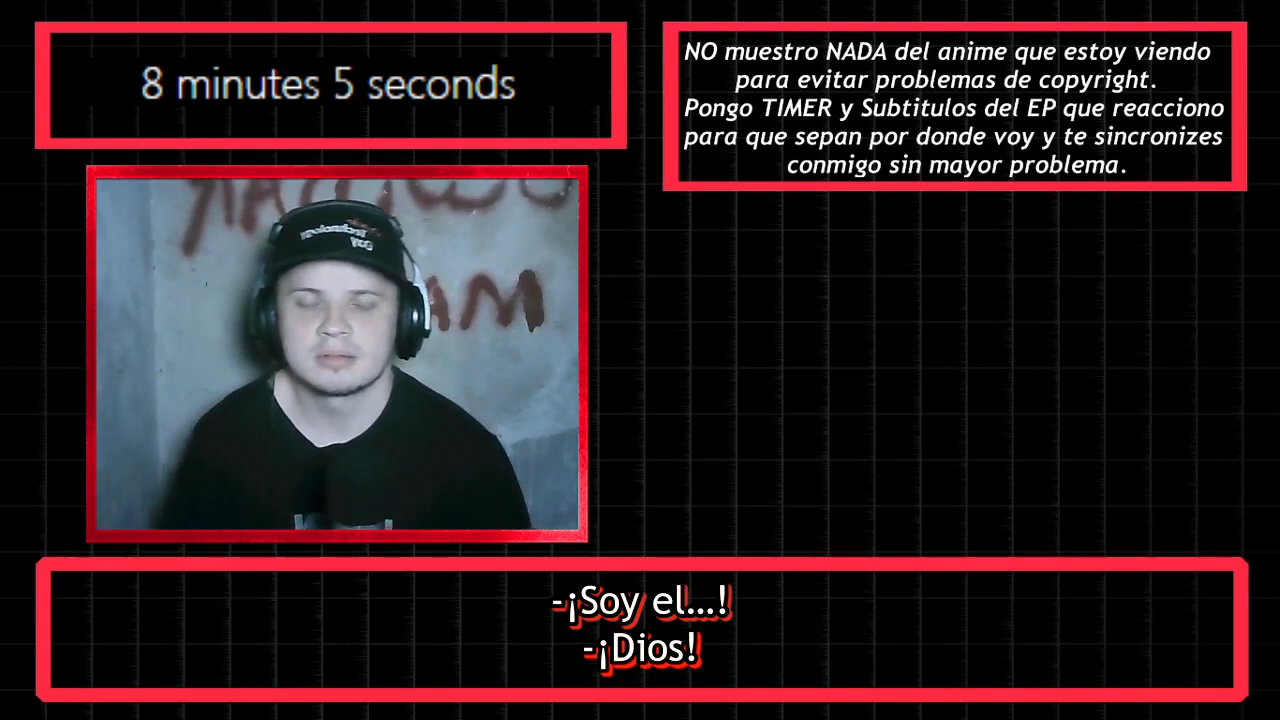 8 minutes 5 seconds
NO muestro NADA del anime que estoy viendo
para evitar problemas de copyright.
Pongo TIMER y Subtitulos del EP que reacciono
para que sepan por donde voy y te sincronizes
conmigo sin mayor problema.
-¡Soy el...!
-¡Dios!